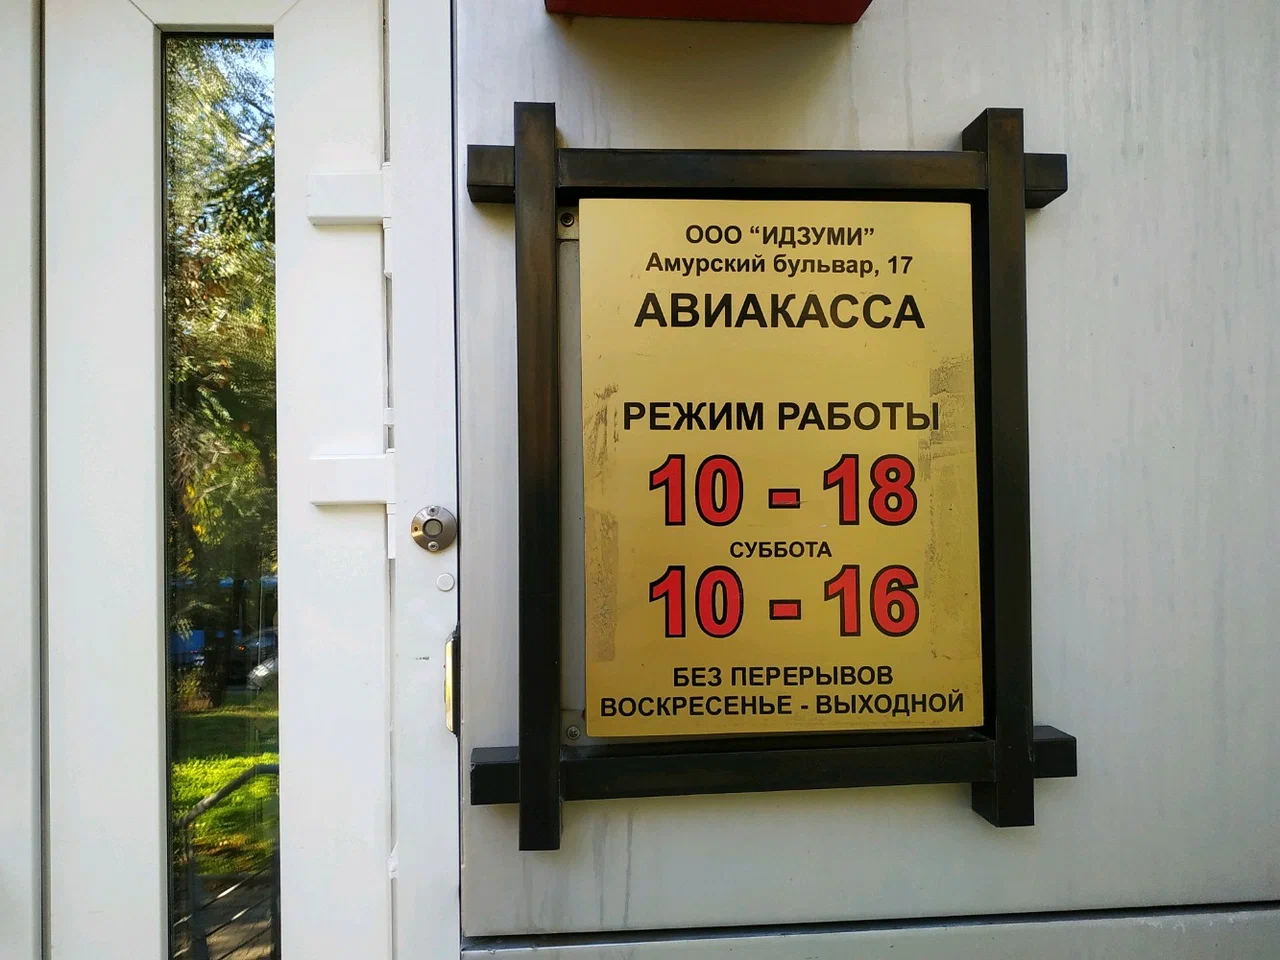 ООО “ИДЗУМИ”
Амурский бульвар, 17
АВИАКАССА
РЕЖИМ РАБОТЫ
10 - 18
СУББОТА
10 - 16
БЕЗ ПЕРЕРЫВОВ
ВОСКРЕСЕНЬЕ - ВЫХОДНОЙ